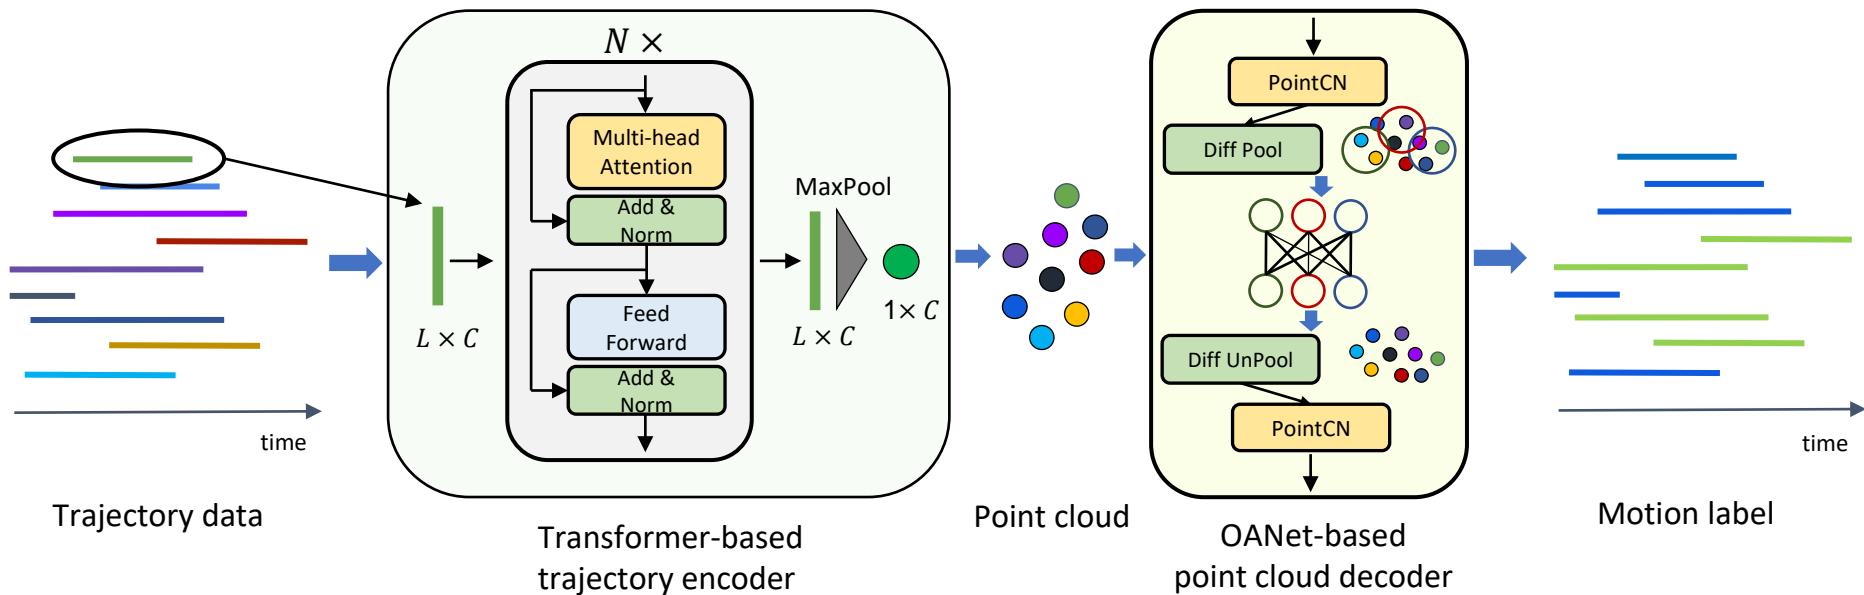 time
Trajectory data
N ×
L × C
Multi-head
Attention
Add &
Norm
Feed
Forward
Add &
Norm
MaxPool
L × C
1× C
Transformer-based
trajectory encoder
Point cloud
PointCN
Diff Pool
Diff UnPool
PointCN
OANet-based
point cloud decoder
time
Motion label